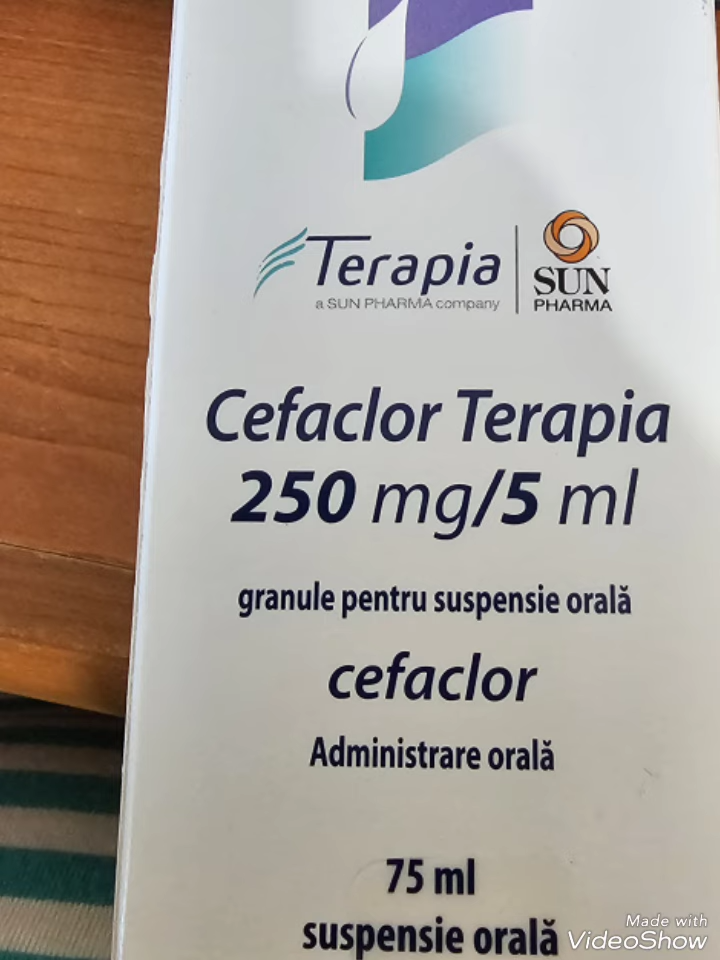 Terapia
a SUN PHARMA company
SUN
PHARMA
Cefaclor Terapia
250 mg/5 ml
granule pentru suspensie orală
cefaclor
Administrare orală
75 ml
suspensie orală
Made with
VideoShow